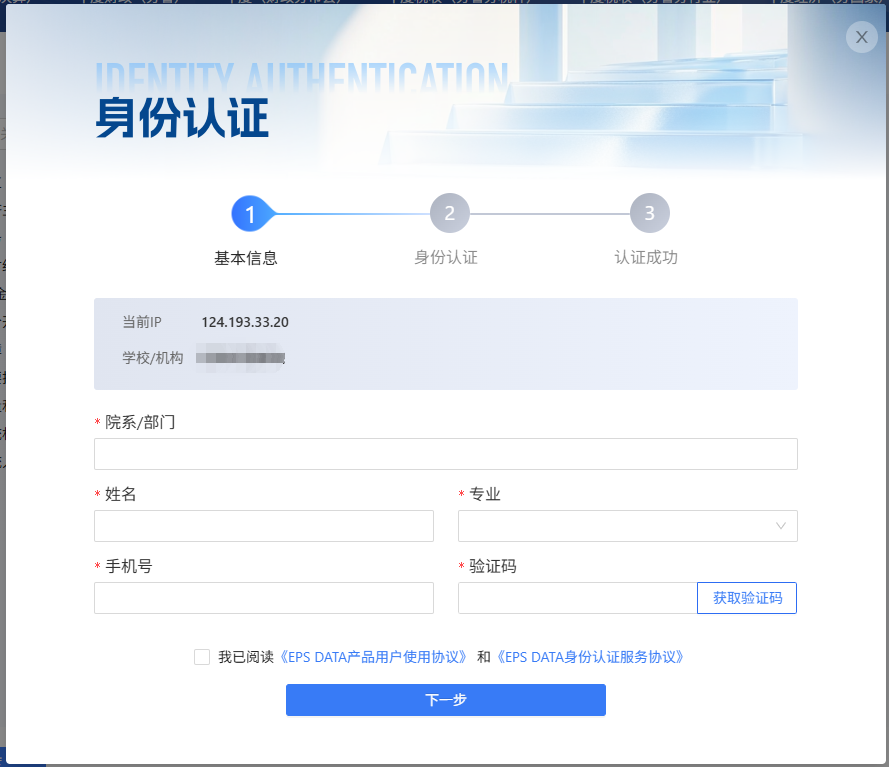 X
IDENTITY AUTHENTICATION
身份认证
1 2 3
基本信息 身份认证 认证成功
当前IP 124.193.33.20
学校/机构
* 院系/部门
* 姓名 * 专业
* 手机号 * 验证码
获取验证码
我已阅读《EPS DATA产品用户使用协议》 和《EPS DATA身份认证服务协议》
下一步